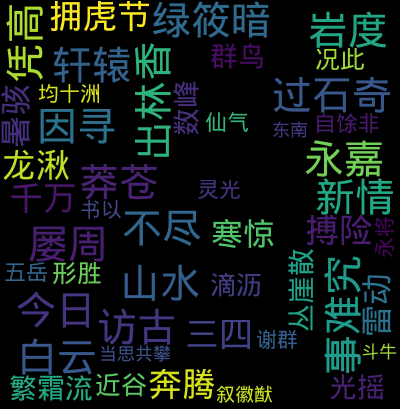 凭高
拥虎节
绿筱暗
岩度
轩辕
出林香
群鸟
况此
暑骇
均十洲
因寻
数峰
仙气
过石奇
东南
自馀非
龙湫
莽苍
永嘉
千万
书以
灵光
新情
屡周
不尽
寒惊
搏险
永将
五岳
形胜
山水
滴沥
丛崖散
事难究
雷动
今日
访古
三四
谢群
白云
当思共攀
斗牛
繁霜流
近谷
奔腾
叙徽猷
光摇